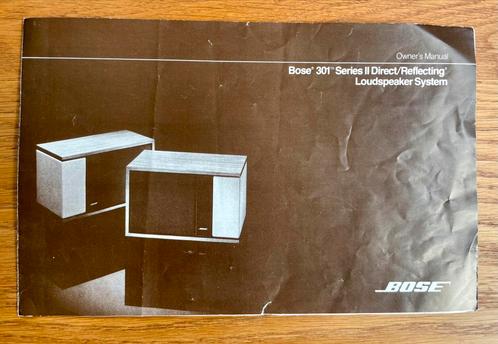 Owner's Manual
Bose® 301™ Series II Direct/Reflecting®
Loudspeaker System
BOSE